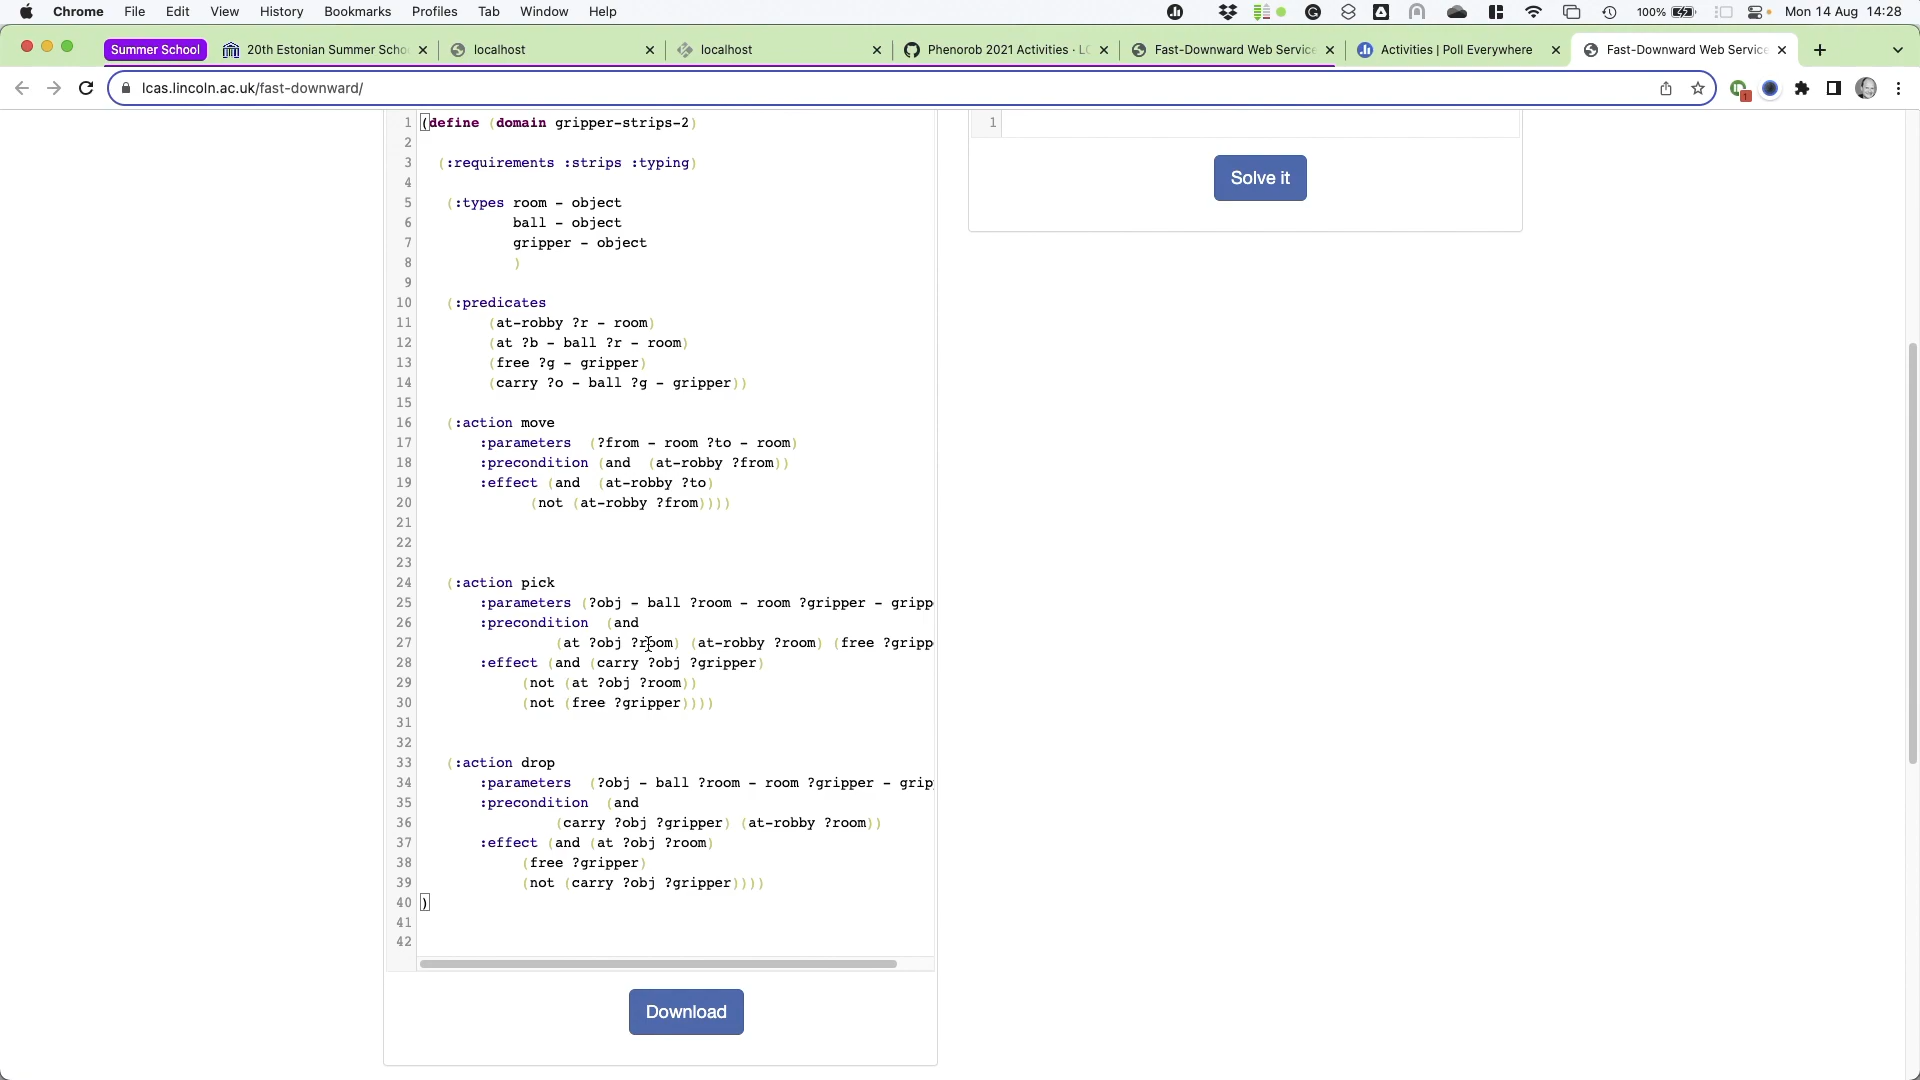 Chrome File Edit View History Bookmarks Profiles Tab Window Help 100% Mon 14 Aug 14:28
Summer School 20th Estonian Summer Scho localhost localhost Phenorob 2021 Activities · LC Fast-Downward Web Service Activities | Poll Everywhere Fast-Downward Web Service
lcas.lincoln.ac.uk/fast-downward/
1 (define (domain gripper-strips-2)
2
3 (:requirements :strips :typing)
4
5 (:types room - object
6 ball - object
7 gripper - object
8 )
9
10 (:predicates
11 (at-robby ?r - room)
12 (at ?b - ball ?r - room)
13 (free ?g - gripper)
14 (carry ?o - ball ?g - gripper))
15
16 (:action move
17 :parameters (?from - room ?to - room)
18 :precondition (and (at-robby ?from))
19 :effect (and (at-robby ?to)
20 (not (at-robby ?from))))
21
22
23
24 (:action pick
25 :parameters (?obj - ball ?room - room ?gripper - gripp
26 :precondition (and
27 (at ?obj ?room) (at-robby ?room) (free ?gripp
28 :effect (and (carry ?obj ?gripper)
29 (not (at ?obj ?room))
30 (not (free ?gripper))))
31
32
33 (:action drop
34 :parameters (?obj - ball ?room - room ?gripper - grip
35 :precondition (and
36 (carry ?obj ?gripper) (at-robby ?room))
37 :effect (and (at ?obj ?room)
38 (free ?gripper)
39 (not (carry ?obj ?gripper))))
40 )
41
42
Download
1
Solve it